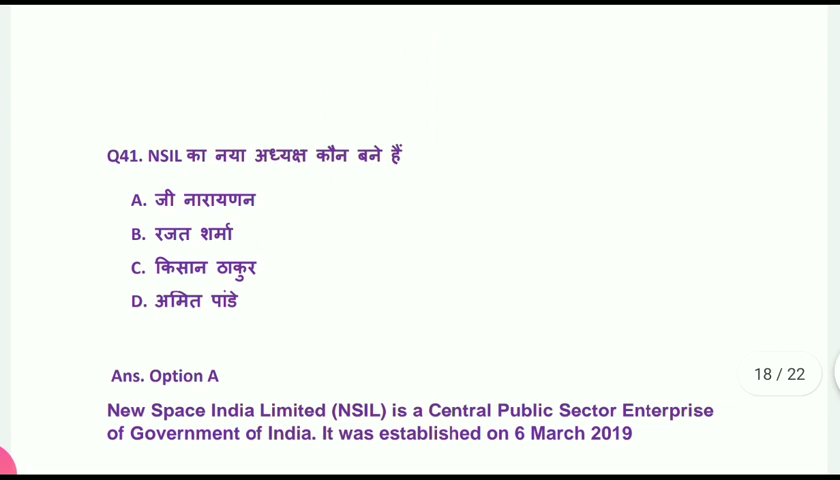 Q41. NSIL का नया अध्यक्ष कौन बने हैं
A. जी नारायणन
B. रजत शर्मा
C. किसान ठाकुर
D. अमित पांडे
Ans. Option A
18 / 22
New Space India Limited (NSIL) is a Central Public Sector Enterprise
of Government of India. It was established on 6 March 2019